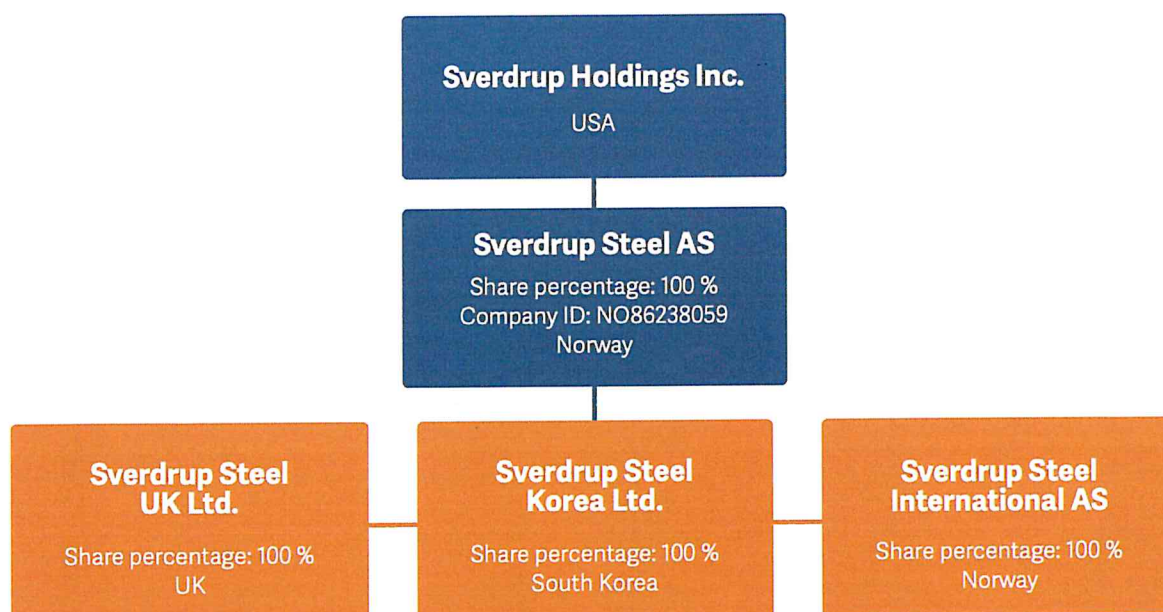 Sverdrup Holdings Inc.
USA
Sverdrup Steel AS
Share percentage: 100 %
Company ID: NO86238059
Norway
Sverdrup Steel
UK Ltd.
Share percentage: 100 %
UK
Sverdrup Steel
Korea Ltd.
Share percentage: 100 %
South Korea
Sverdrup Steel
International AS
Share percentage: 100 %
Norway